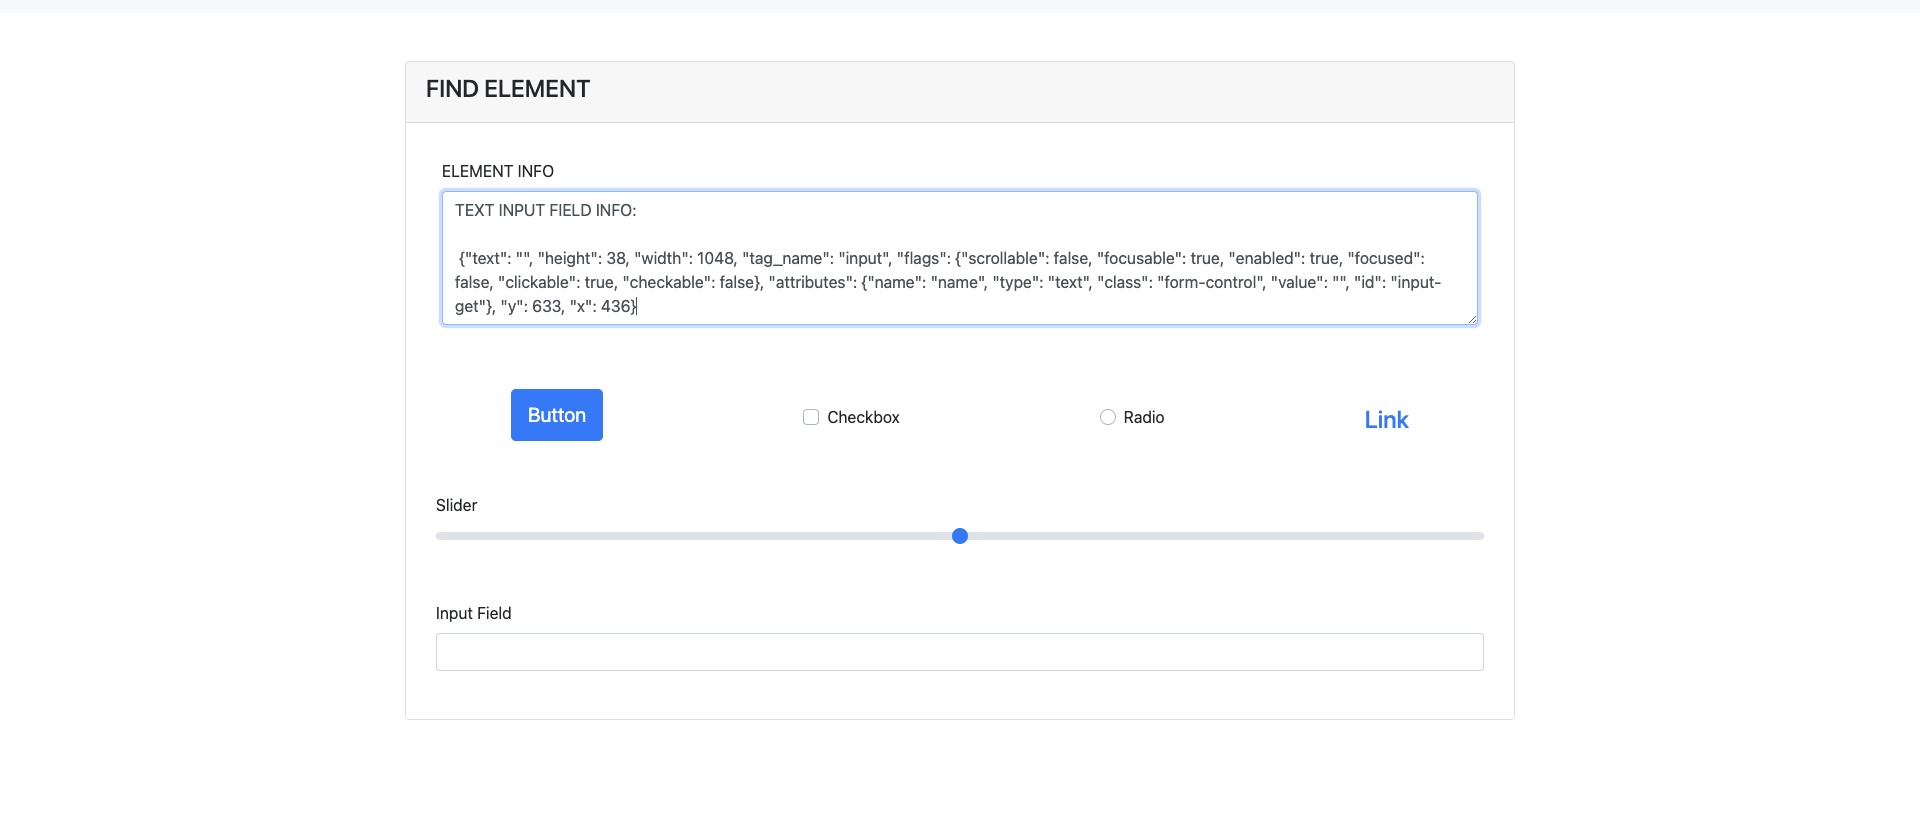 FIND ELEMENT
ELEMENT INFO
TEXT INPUT FIELD INFO:
{"text": "", "height": 38, "width": 1048, "tag_name": "input", "flags": {"scrollable": false, "focusable": true, "enabled": true, "focused":
false, "clickable": true, "checkable": false}, "attributes": {"name": "name", "type": "text", "class": "form-control", "value": "", "id": "input-
get"}, "y": 633, "x": 436}
Button
Checkbox
Radio
Link
Slider
Input Field